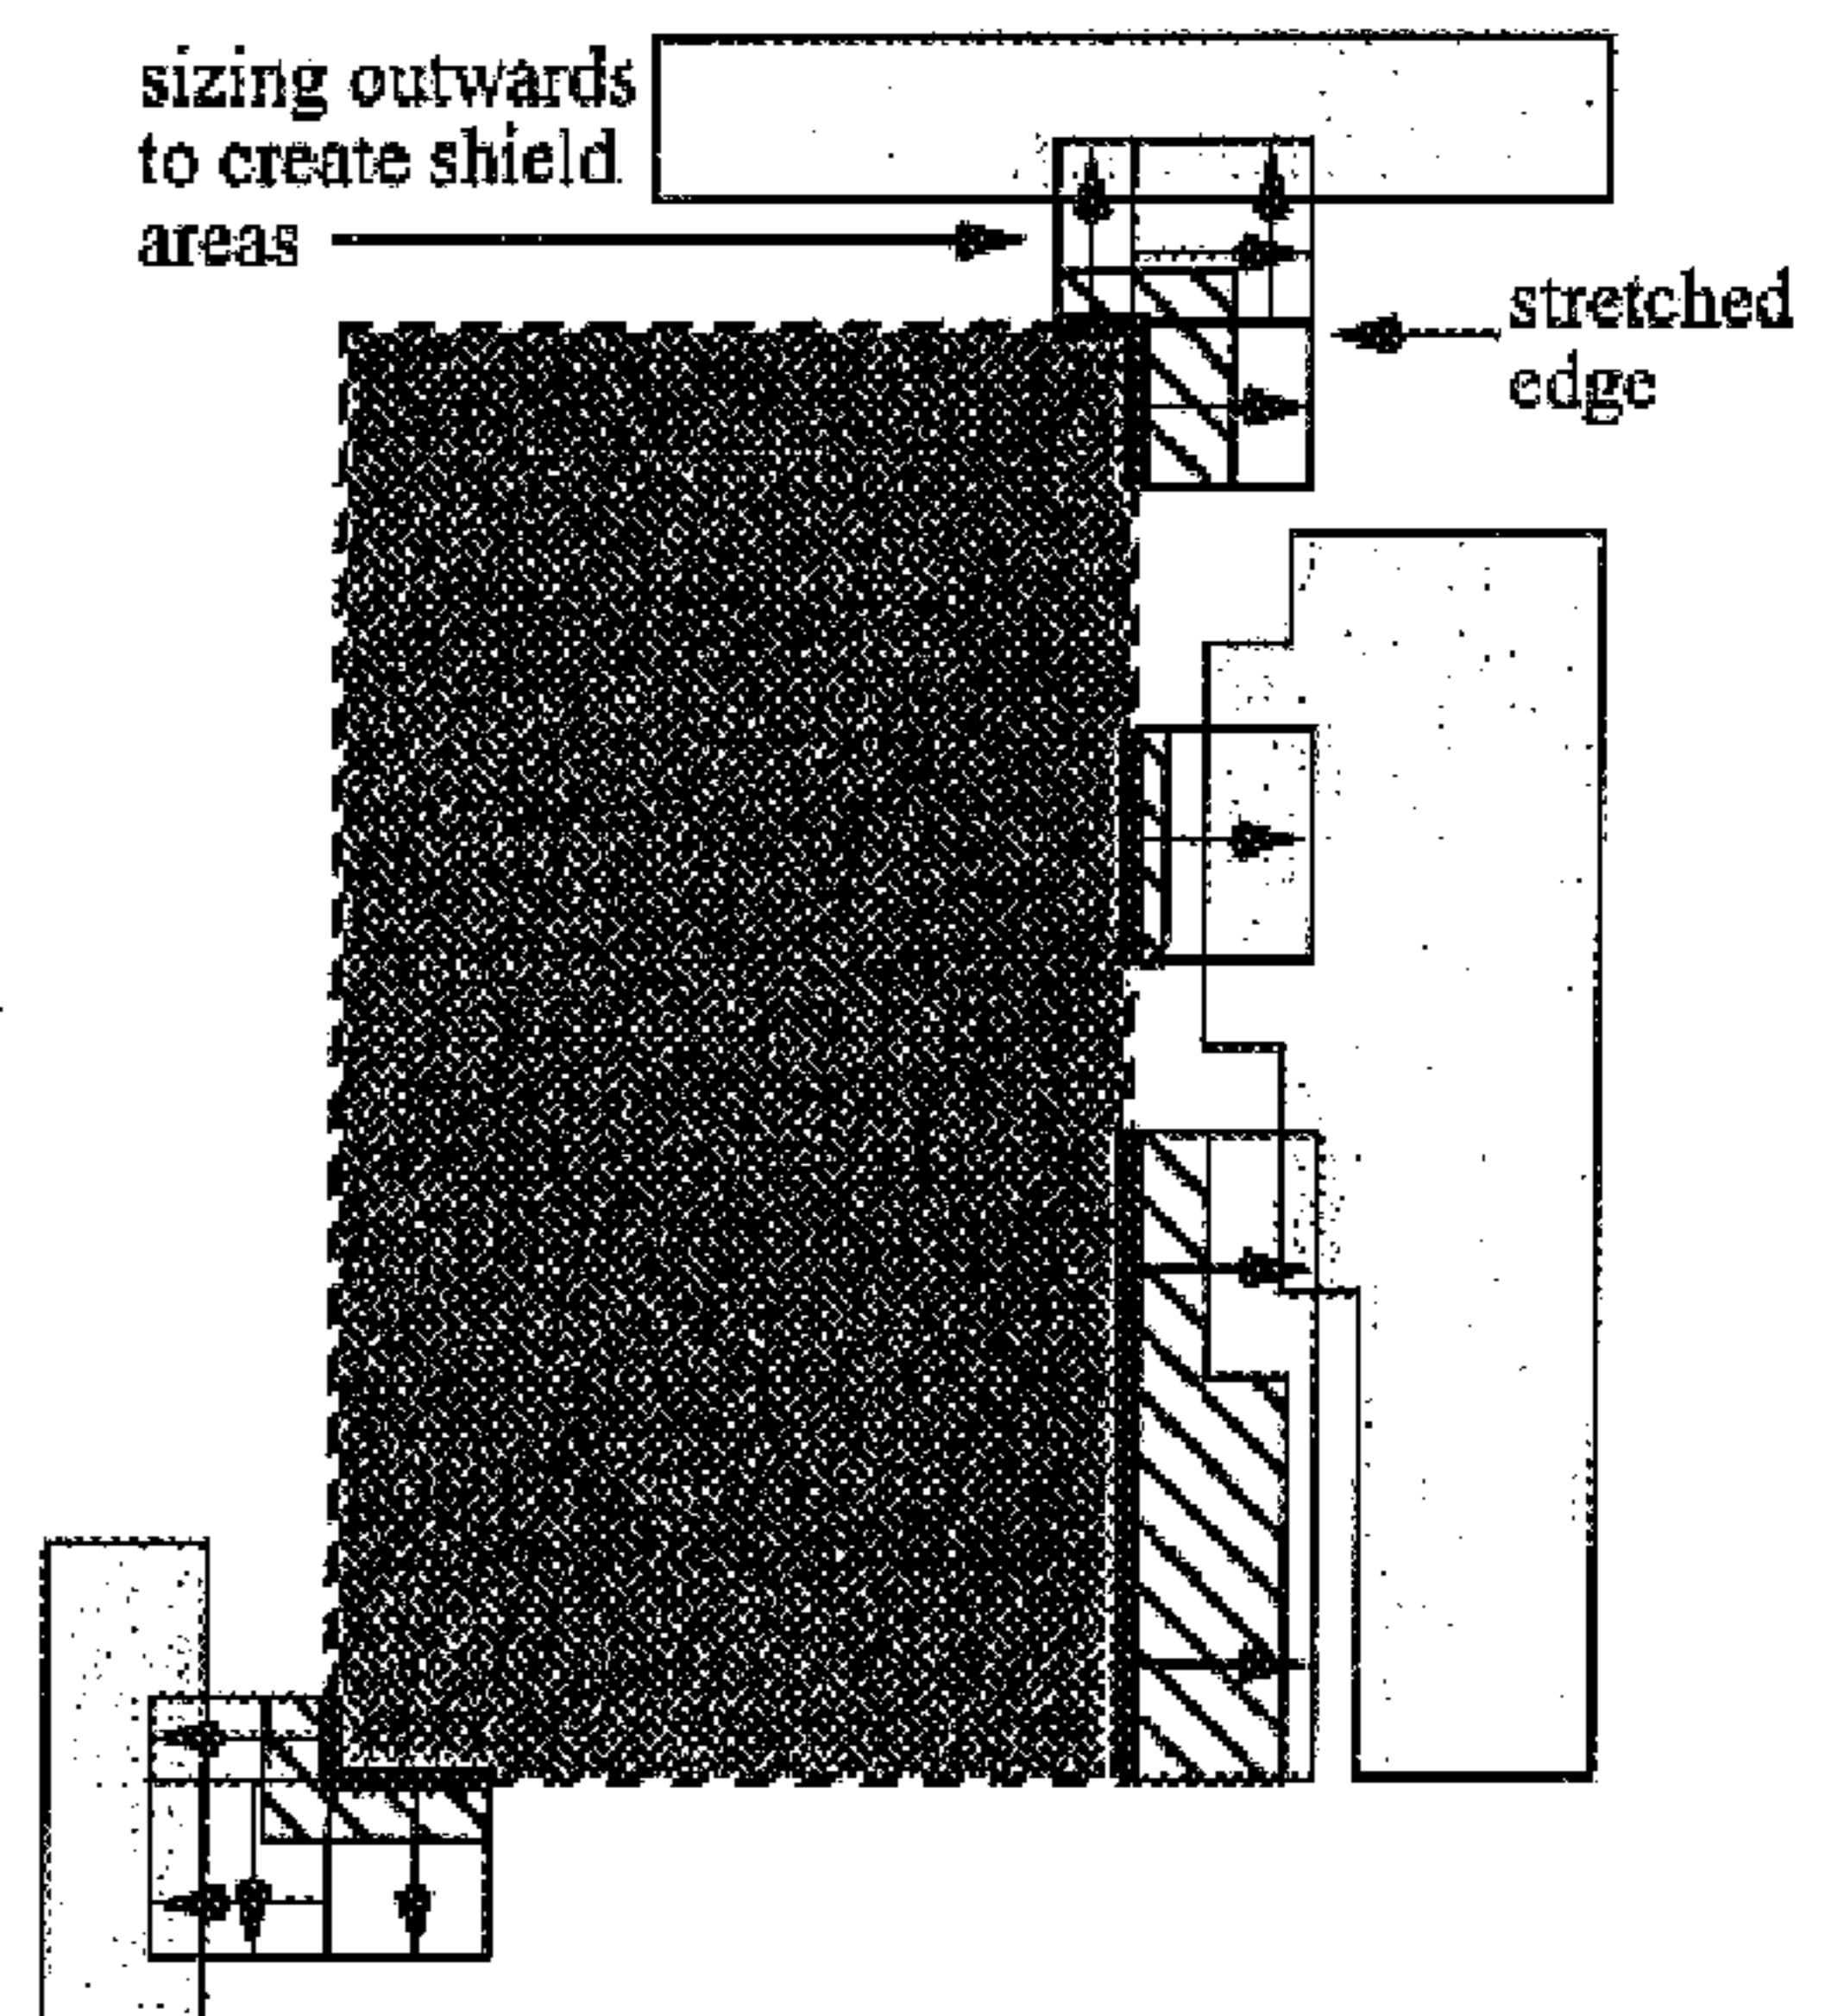 sizing outwards
to create shield
areas
stretched
edge